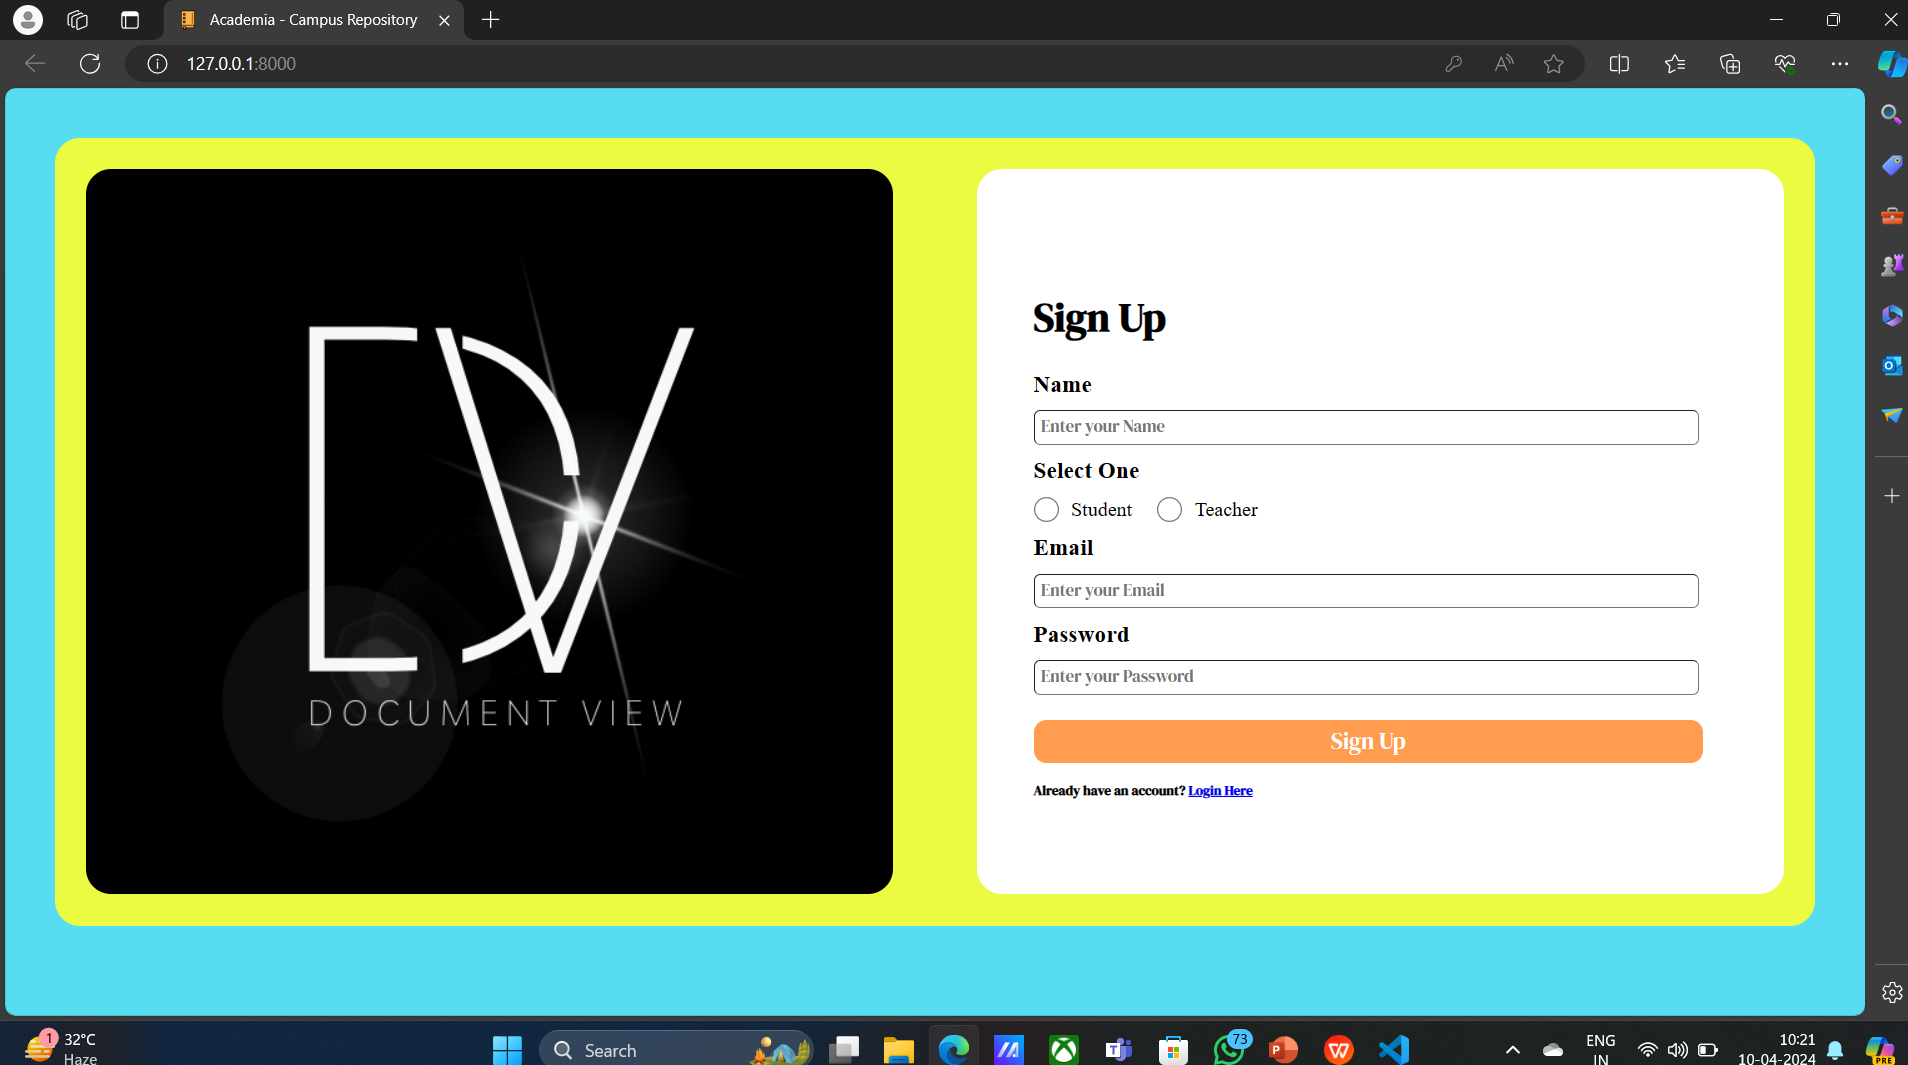 Academia - Campus Repository
127.0.0.1:8000
DV
DOCUMENT VIEW
Sign Up
Name
Enter your Name
Select One
Student Teacher
Email
Enter your Email
Password
Enter your Password
Sign Up
Already have an account? Login Here
1
32°C
Haze
Search
73
ENG
IN
10:21
10-04-2024
PRE